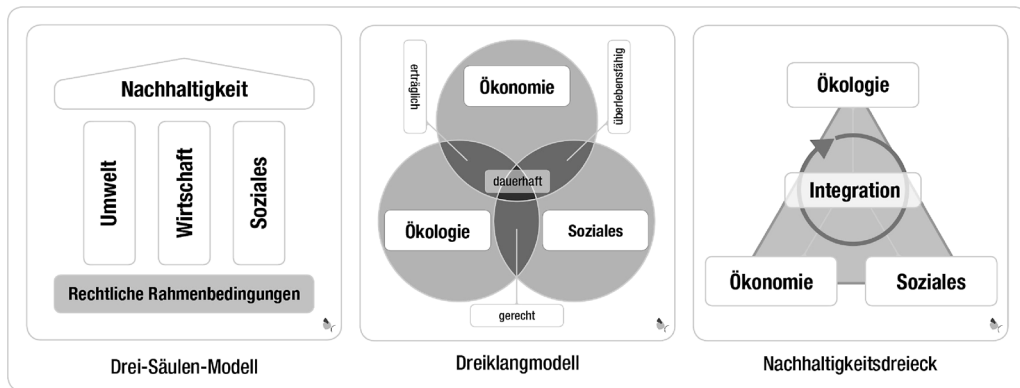 Nachhaltigkeit
Umwelt
Wirtschaft
Soziales
Rechtliche Rahmenbedingungen
Drei-Säulen-Modell
erträglich
Ökonomie
überlebensfähig
dauerhaft
Ökologie
Soziales
gerecht
Dreiklangmodell
Ökologie
Integration
Ökonomie
Soziales
Nachhaltigkeitsdreieck